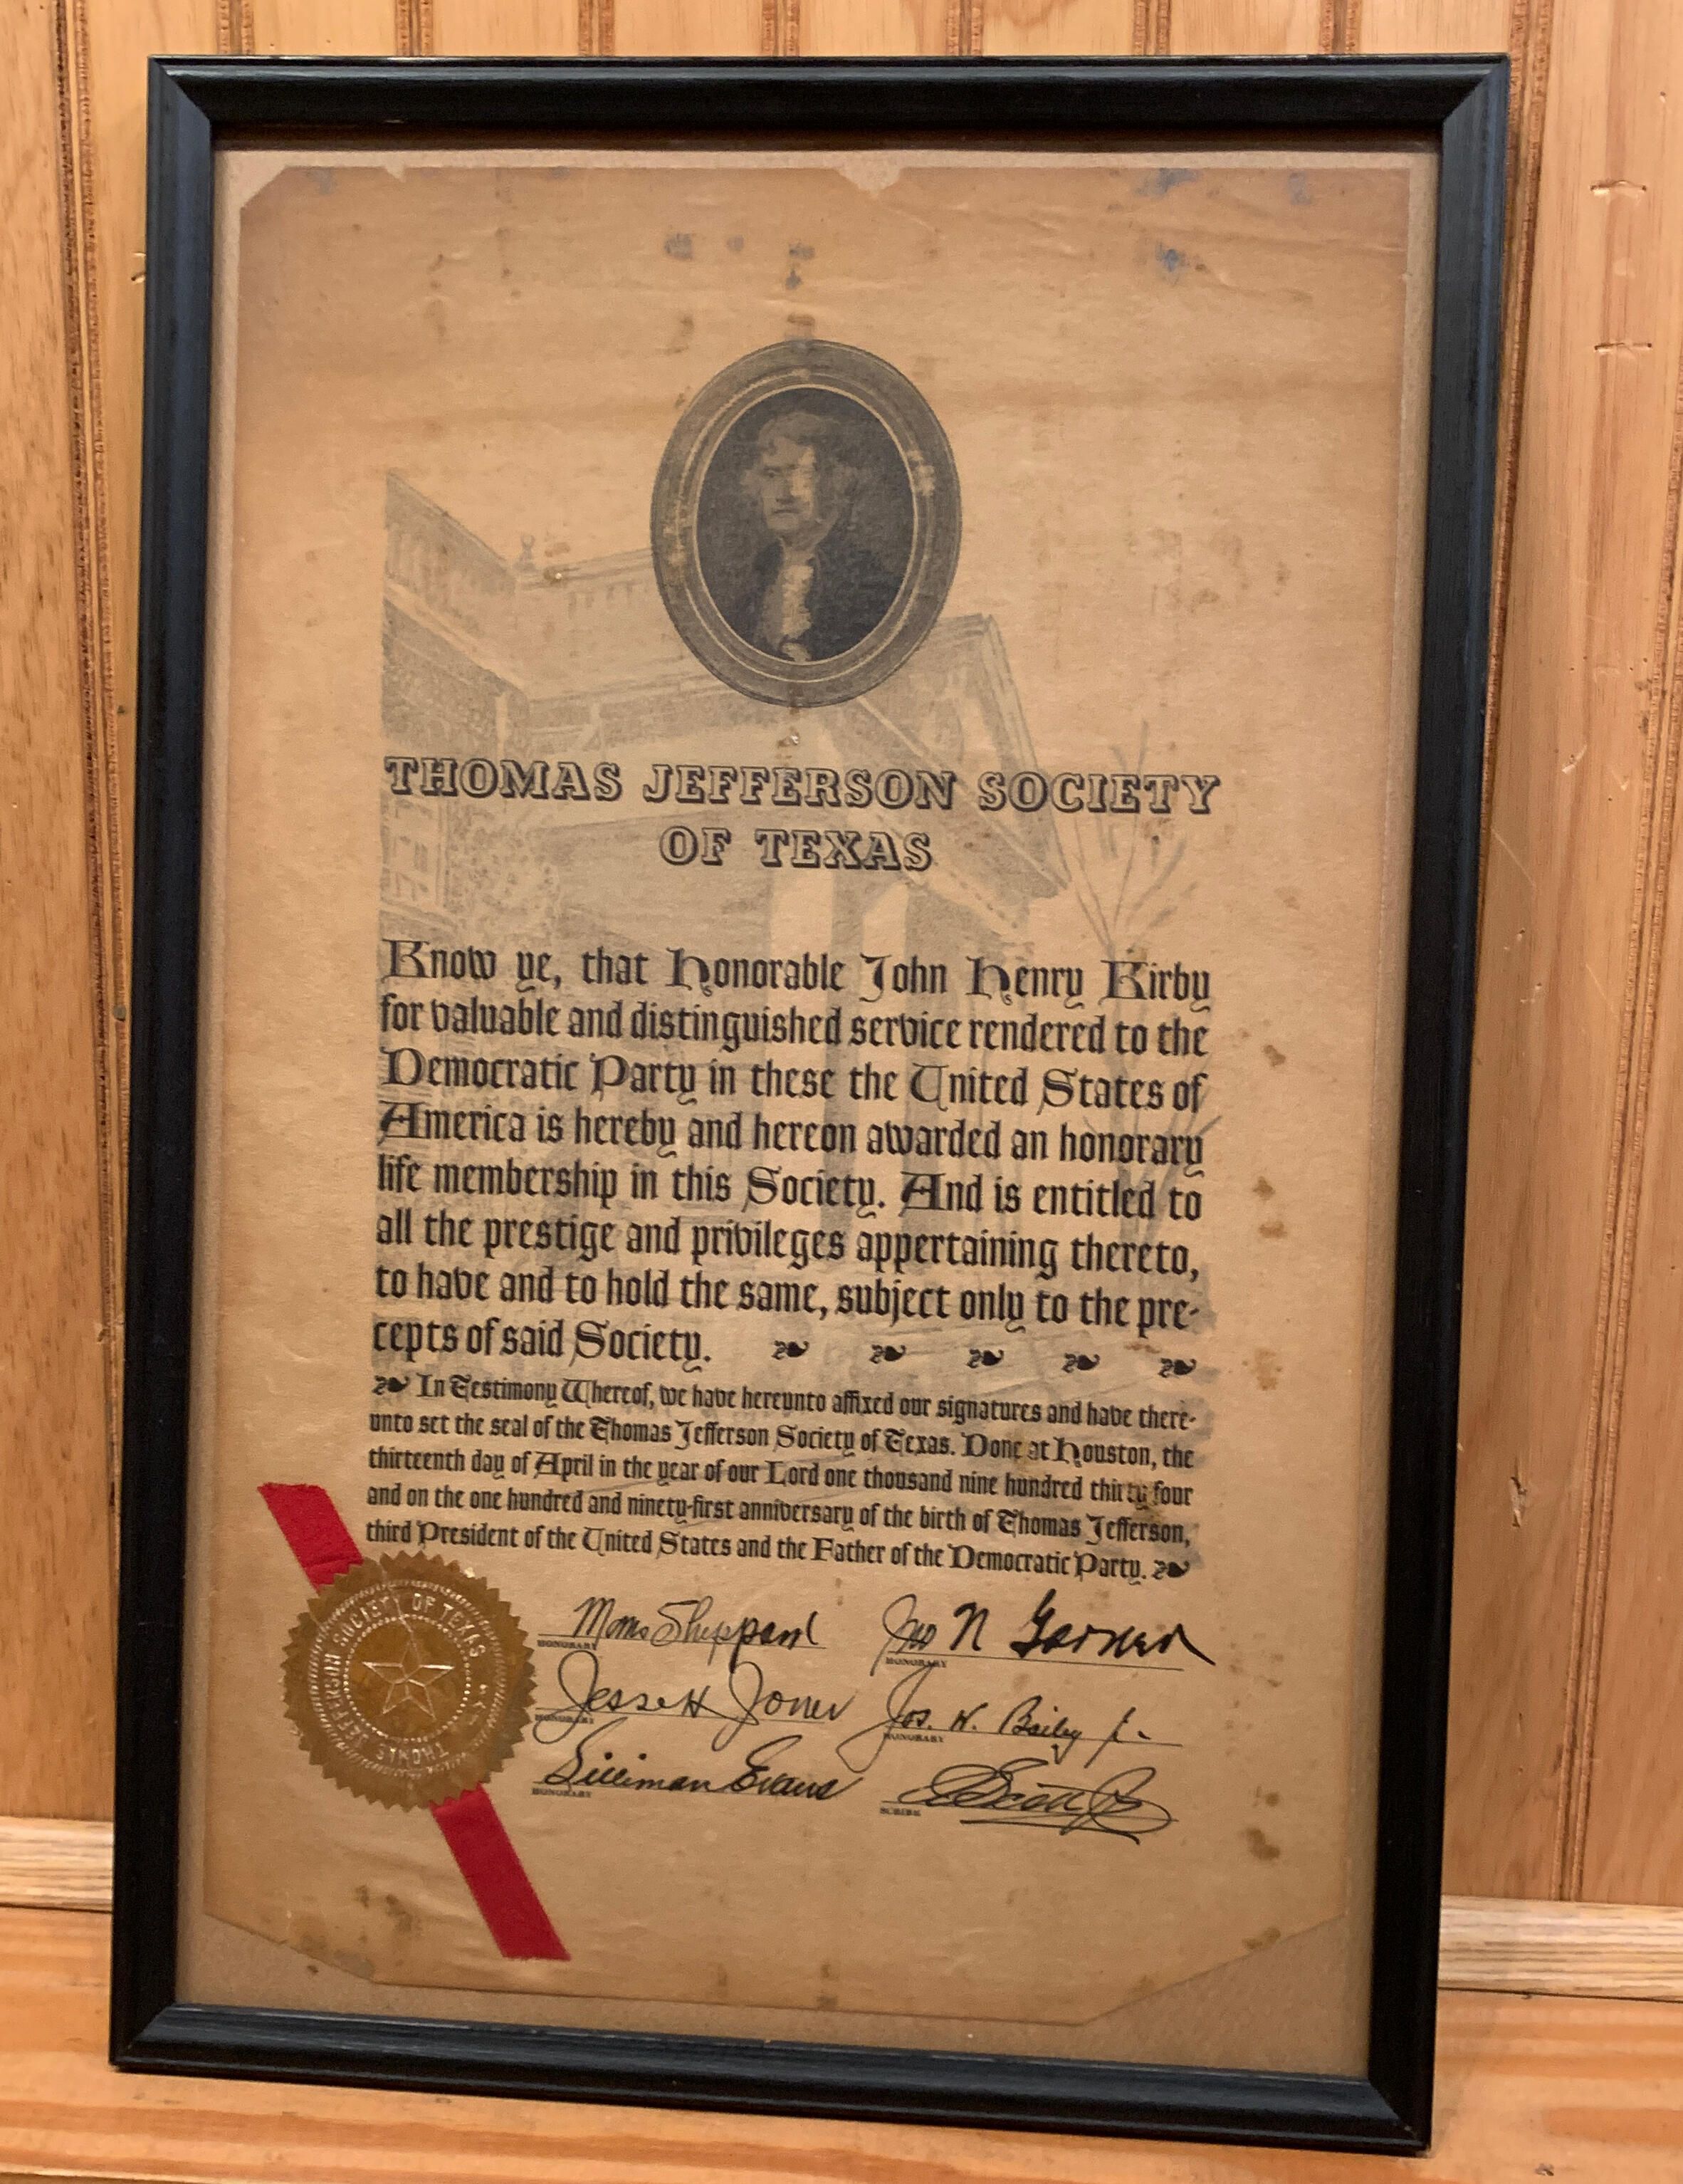 THOMAS JEFFERSON SOCIETY
OF TEXAS
Know ye, that Honorable John Henry Kirby
for valuable and distinguished service rendered to the
Democratic Party in these the United States of
America is hereby and hereon awarded an honorary
life membership in this Society. And is entitled to
all the prestige and privileges appertaining thereto,
to have and to hold the same, subject only to the pre-
cepts of said Society.
In Testimony Whereof, we have hereunto affixed our signatures and have there-
unto set the seal of the Thomas Jefferson Society of Texas. Done at Houston, the
thirteenth day of April in the year of our Lord one thousand nine hundred thirty four
and on the one hundred and ninety-first anniversary of the birth of Thomas Jefferson,
third President of the United States and the Father of the Democratic Party.
THOMAS JEFFERSON SOCIETY OF TEXAS
Morris Sheppard Jno N Garner
HONORARY HONORARY
Jesse H Jones Jos. W. Bailey Jr.
HONORARY HONORARY
Silliman Evans
HONORARY SCRIBE